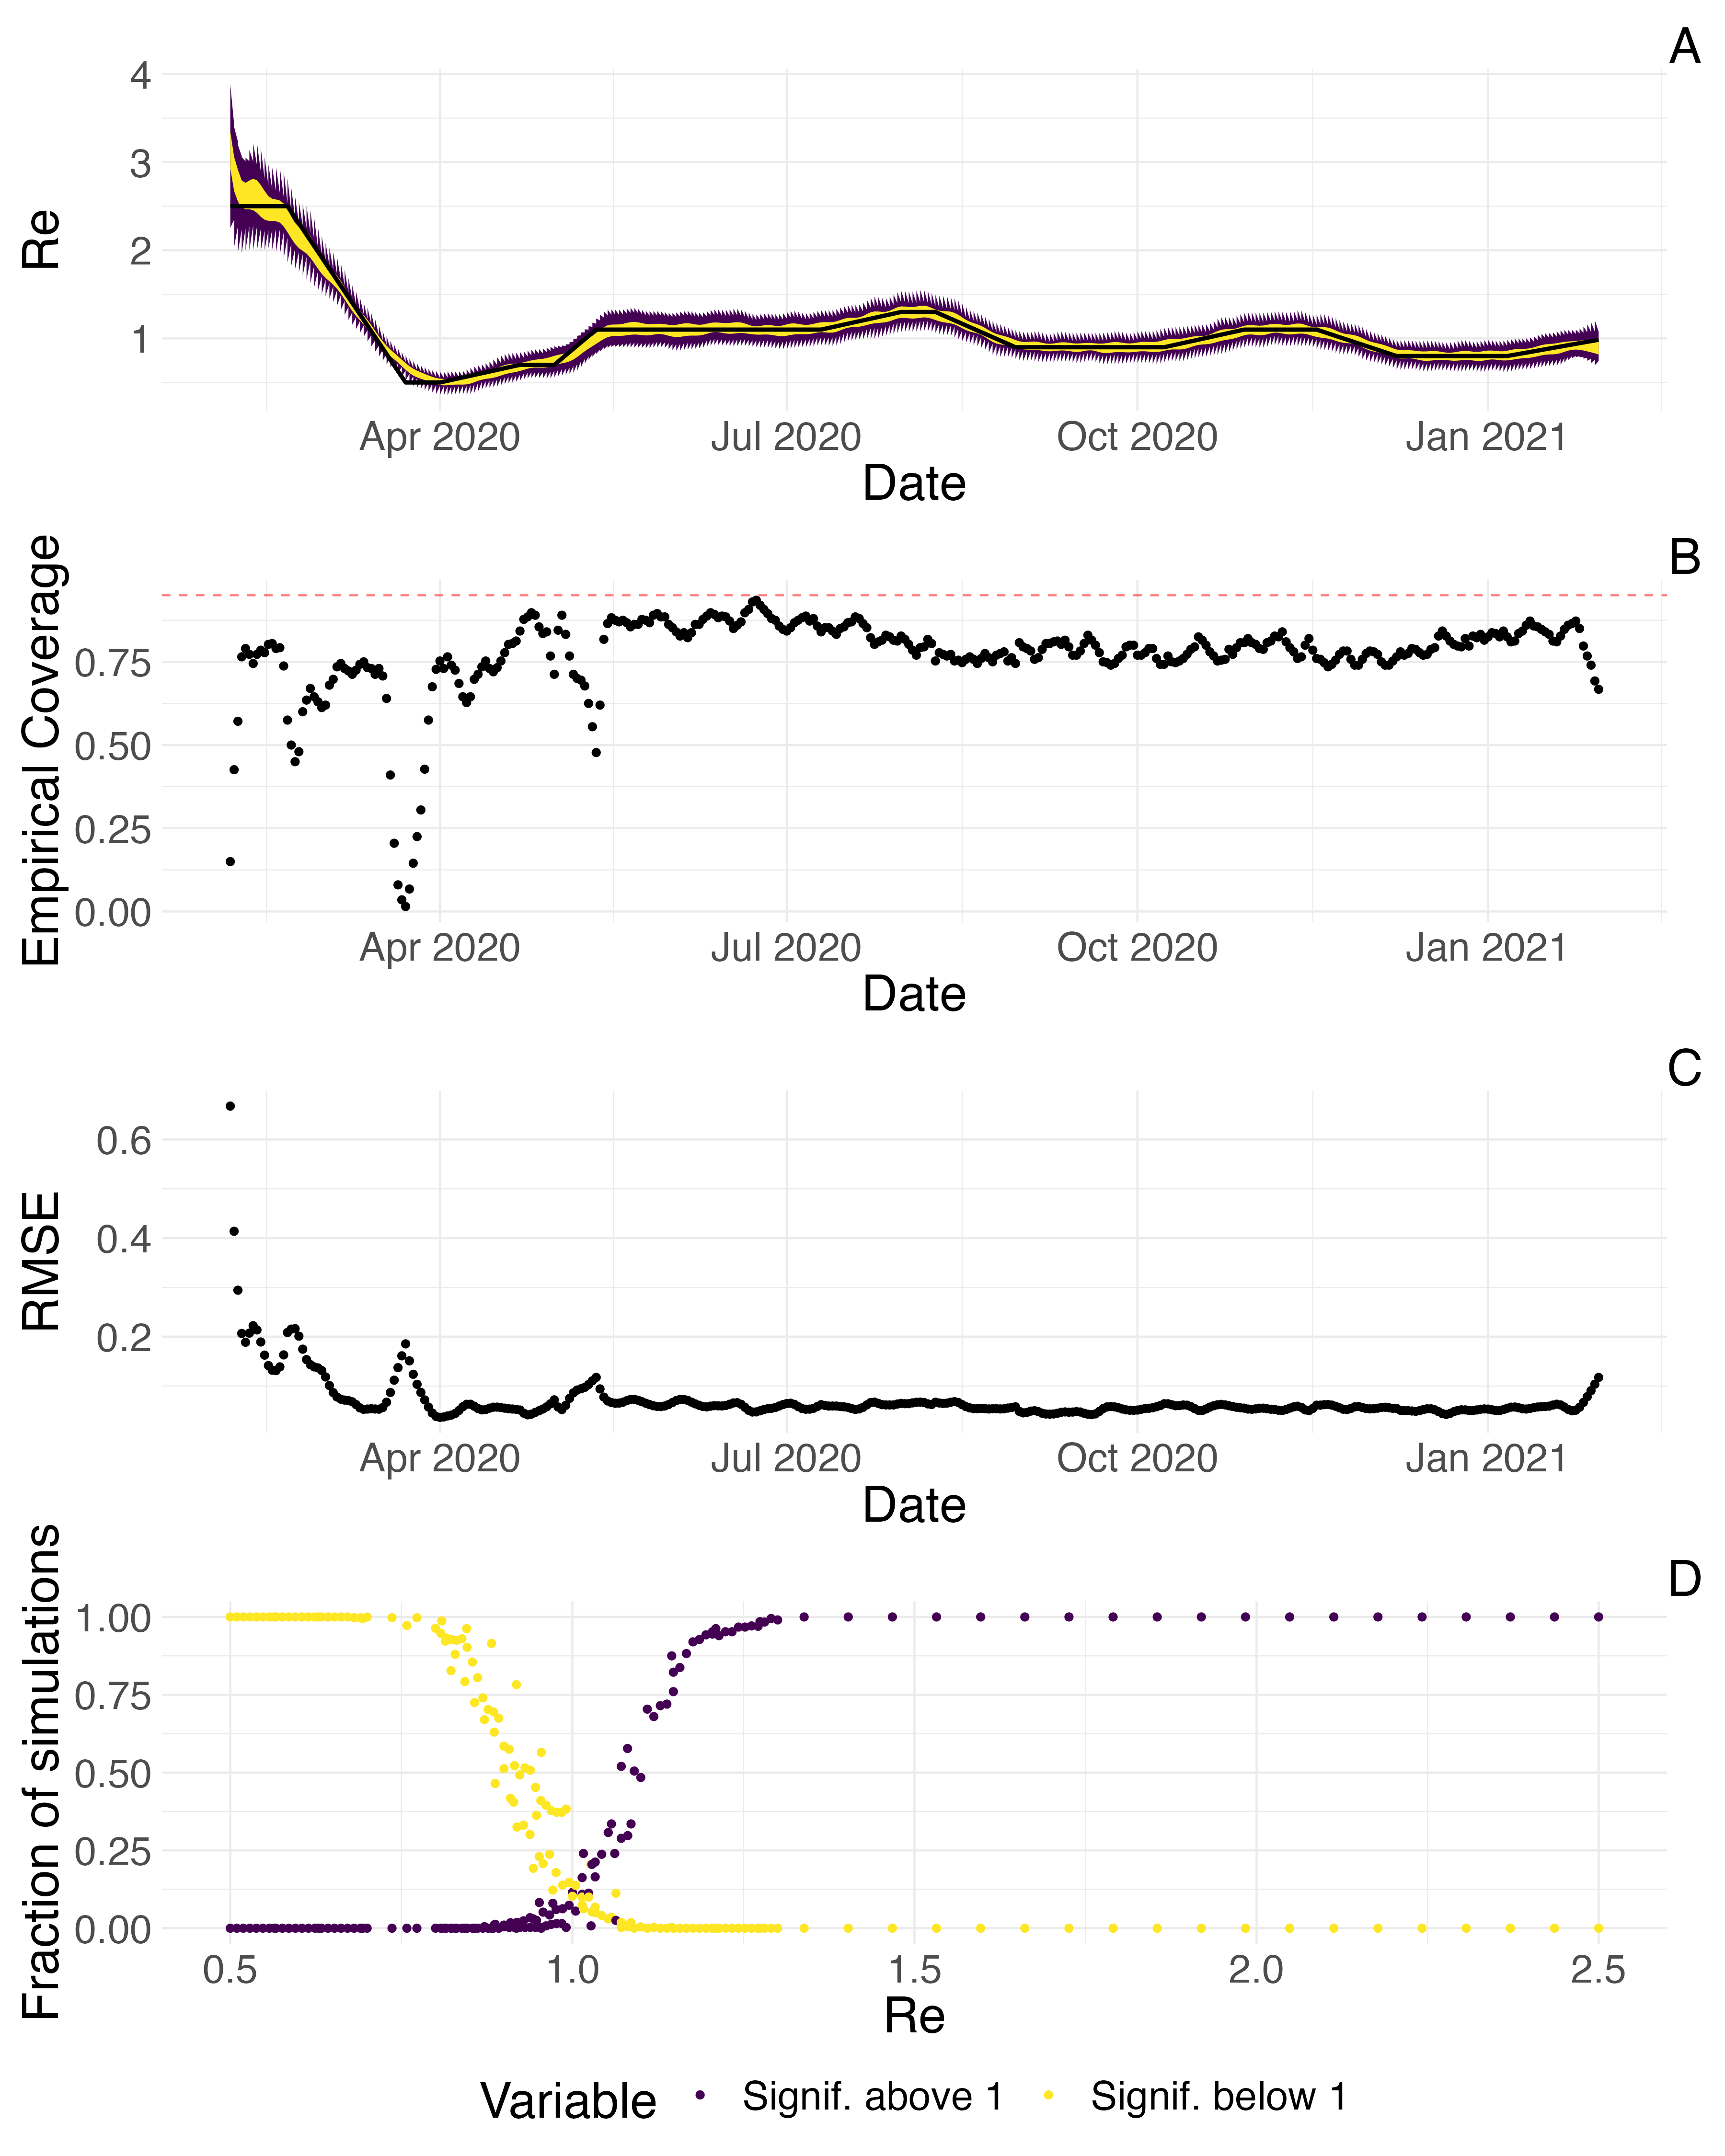 A
4
3
2
1
Re
Apr 2020 Jul 2020 Oct 2020 Jan 2021
Date
B
0.75
0.50
0.25
0.00
Empirical Coverage
Apr 2020 Jul 2020 Oct 2020 Jan 2021
Date
C
0.6
0.4
0.2
RMSE
Apr 2020 Jul 2020 Oct 2020 Jan 2021
Date
D
1.00
0.75
0.50
0.25
0.00
Fraction of simulations
0.5 1.0 1.5 2.0 2.5
Re
Variable Signif. above 1 Signif. below 1